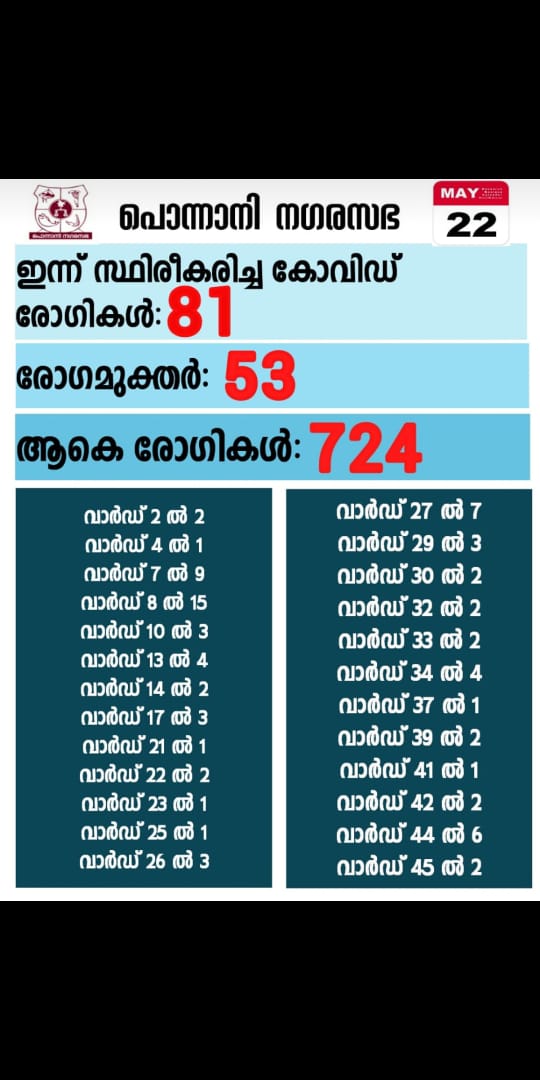 പൊന്നാനി നഗരസഭ
പൊന്നാനി നഗരസഭ
MAY
22
ഇന്ന് സ്ഥിരീകരിച്ച കോവിഡ്
രോഗികൾ: 81
രോഗമുക്തർ: 53
ആകെ രോഗികൾ: 724
വാർഡ് 2 ൽ 2
വാർഡ് 4 ൽ 1
വാർഡ് 7 ൽ 9
വാർഡ് 8 ൽ 15
വാർഡ് 10 ൽ 3
വാർഡ് 13 ൽ 4
വാർഡ് 14 ൽ 2
വാർഡ് 17 ൽ 3
വാർഡ് 21 ൽ 1
വാർഡ് 22 ൽ 2
വാർഡ് 23 ൽ 1
വാർഡ് 25 ൽ 1
വാർഡ് 26 ൽ 3
വാർഡ് 27 ൽ 7
വാർഡ് 29 ൽ 3
വാർഡ് 30 ൽ 2
വാർഡ് 32 ൽ 2
വാർഡ് 33 ൽ 2
വാർഡ് 34 ൽ 4
വാർഡ് 37 ൽ 1
വാർഡ് 39 ൽ 2
വാർഡ് 41 ൽ 1
വാർഡ് 42 ൽ 2
വാർഡ് 44 ൽ 6
വാർഡ് 45 ൽ 2